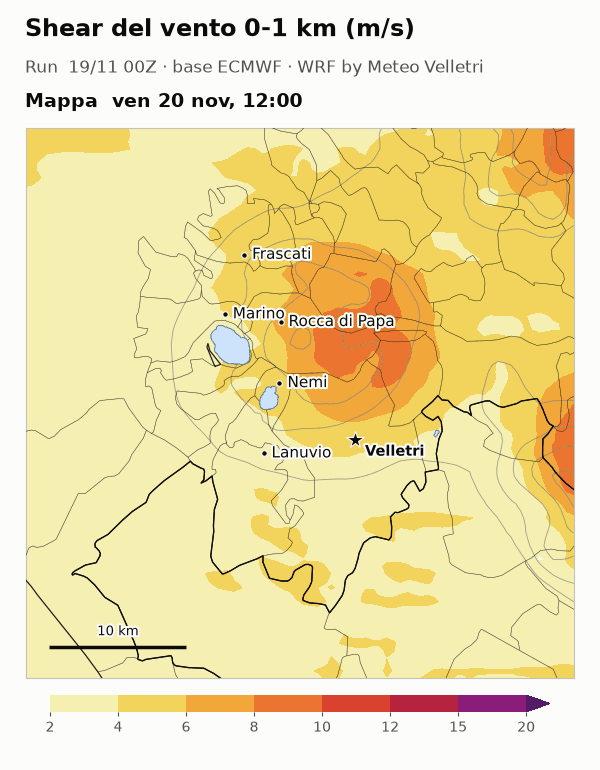 Shear del vento 0-1 km (m/s)
Run  19/11 00Z · base ECMWF · WRF by Meteo Velletri
Mappa  ven 20 nov, 12:00
Frascati
Marino
Rocca di Papa
Nemi
Velletri
Lanuvio
10 km
2 4 6 8 10 12 15 20